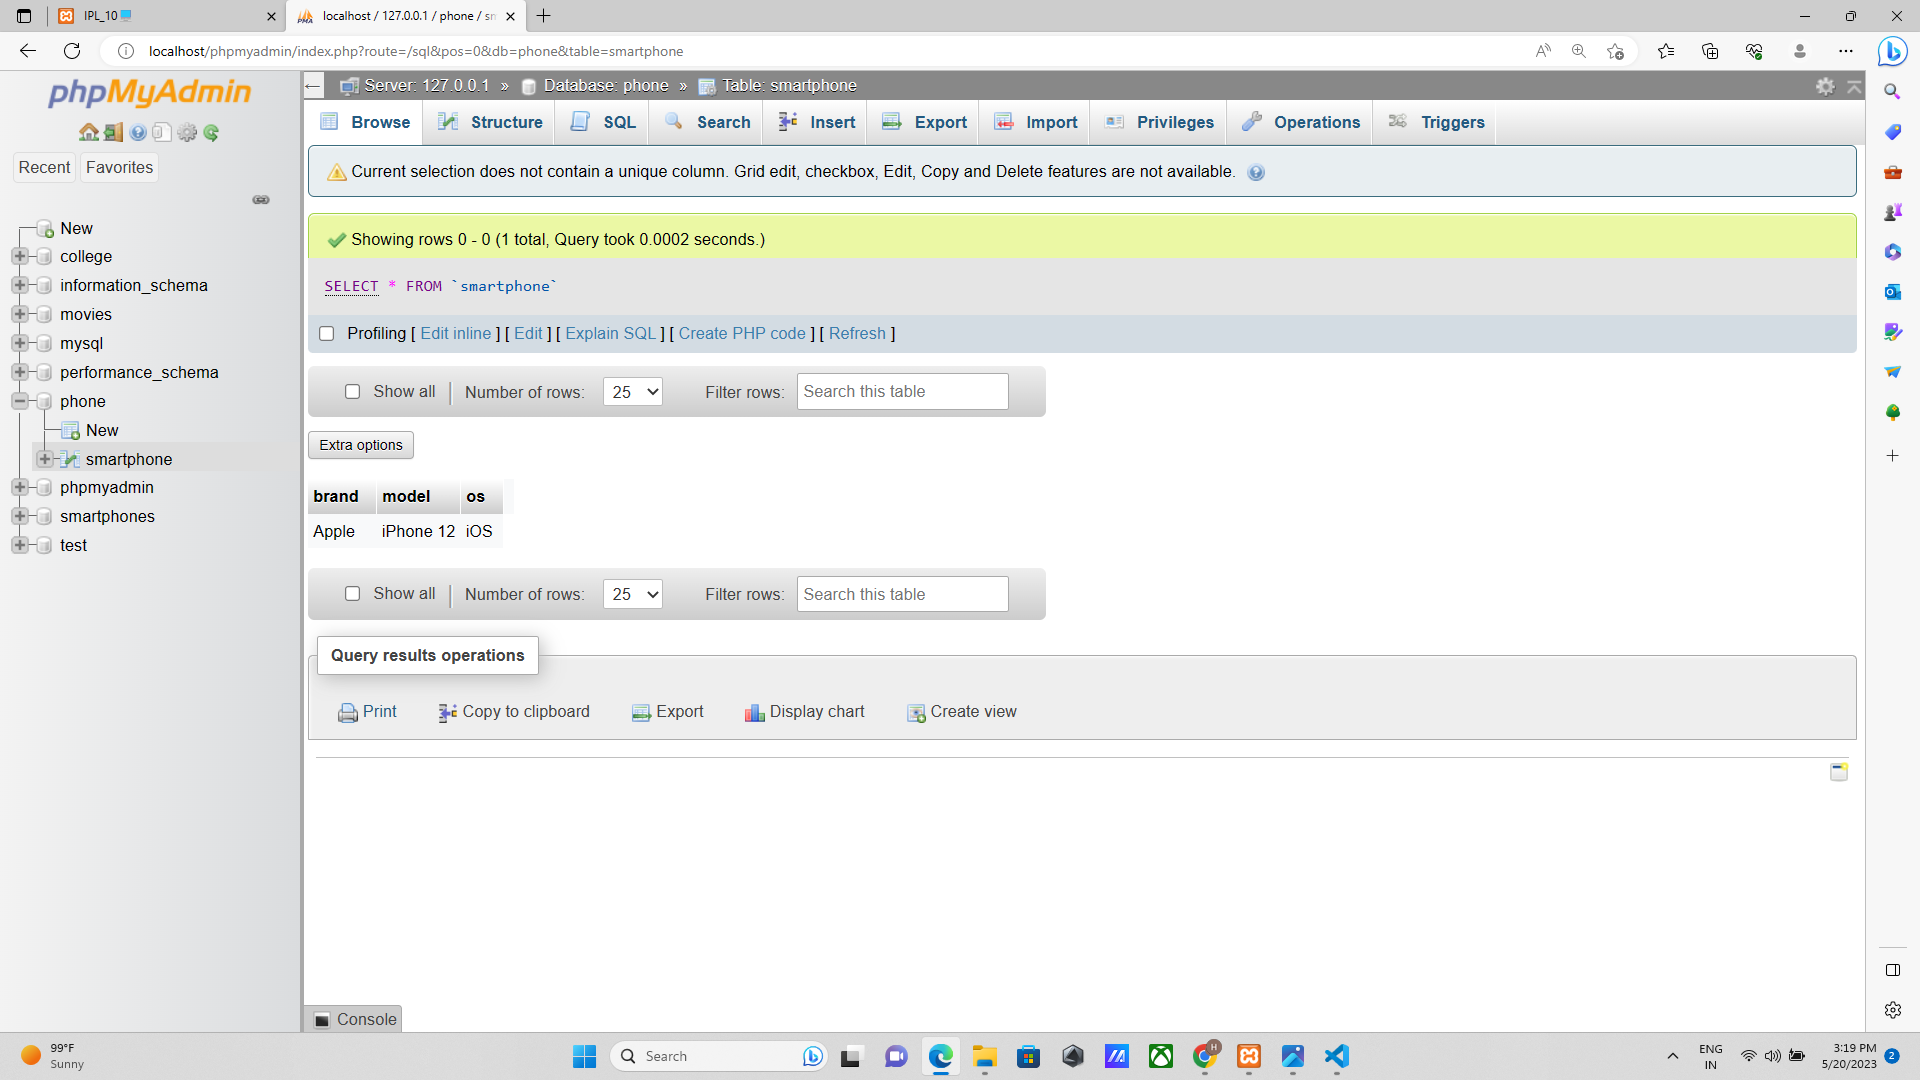 IPL_10
localhost / 127.0.0.1 / phone / sm
localhost/phpmyadmin/index.php?route=/sql&pos=0&db=phone&table=smartphone
phpMyAdmin
Recent Favorites
New
college
information_schema
movies
mysql
performance_schema
phone
New
smartphone
phpmyadmin
smartphones
test
Server: 127.0.0.1 » Database: phone » Table: smartphone
Browse Structure SQL Search Insert Export Import Privileges Operations Triggers
Current selection does not contain a unique column. Grid edit, checkbox, Edit, Copy and Delete features are not available.
Showing rows 0 - 0 (1 total, Query took 0.0002 seconds.)
SELECT * FROM `smartphone`
Profiling [ Edit inline ] [ Edit ] [ Explain SQL ] [ Create PHP code ] [ Refresh ]
Show all | Number of rows: 25 Filter rows: Search this table
Extra options
brand model os
Apple iPhone 12 iOS
Show all | Number of rows: 25 Filter rows: Search this table
Query results operations
Print Copy to clipboard Export Display chart Create view
Console
99°F
Sunny
Search
H
ENG
IN
3:19 PM
5/20/2023
2